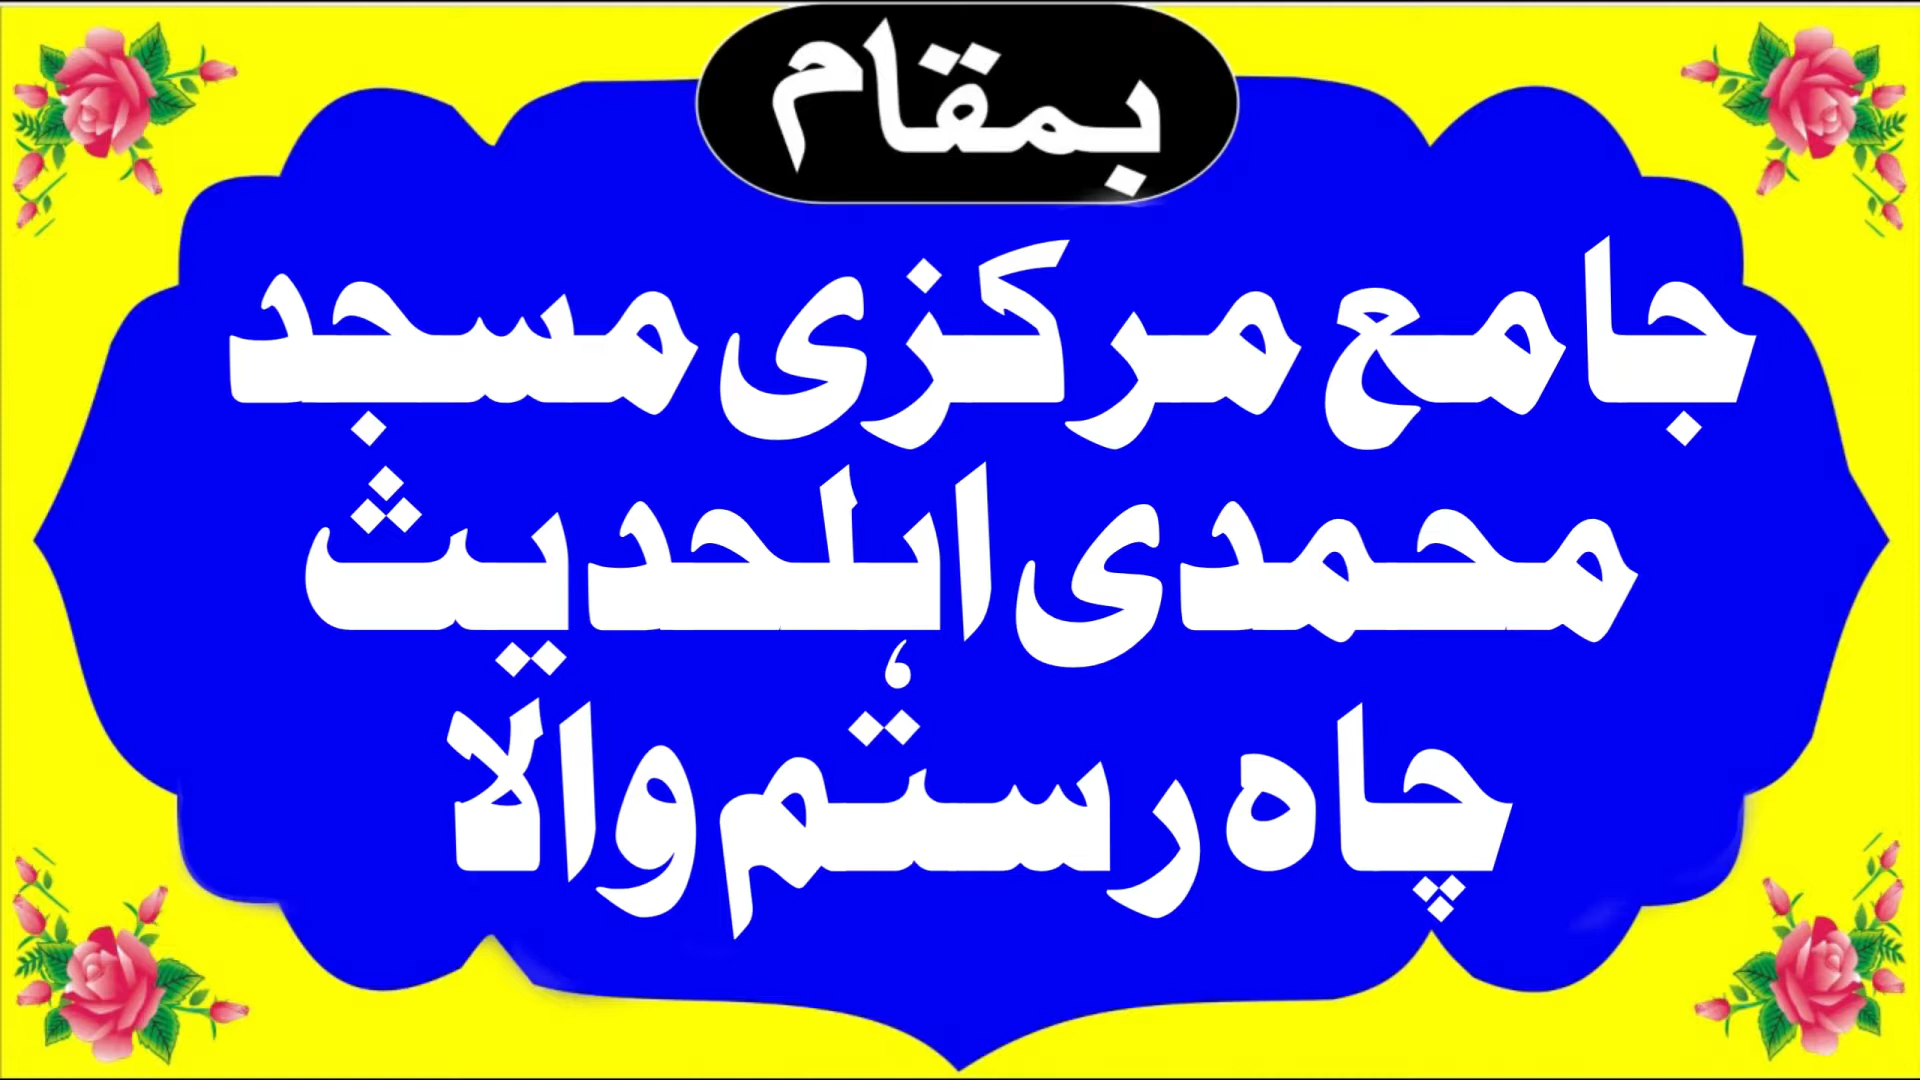 بمقام
جامع مرکزی مسجد
محمدی اہلحدیث
چاہ رستم والا